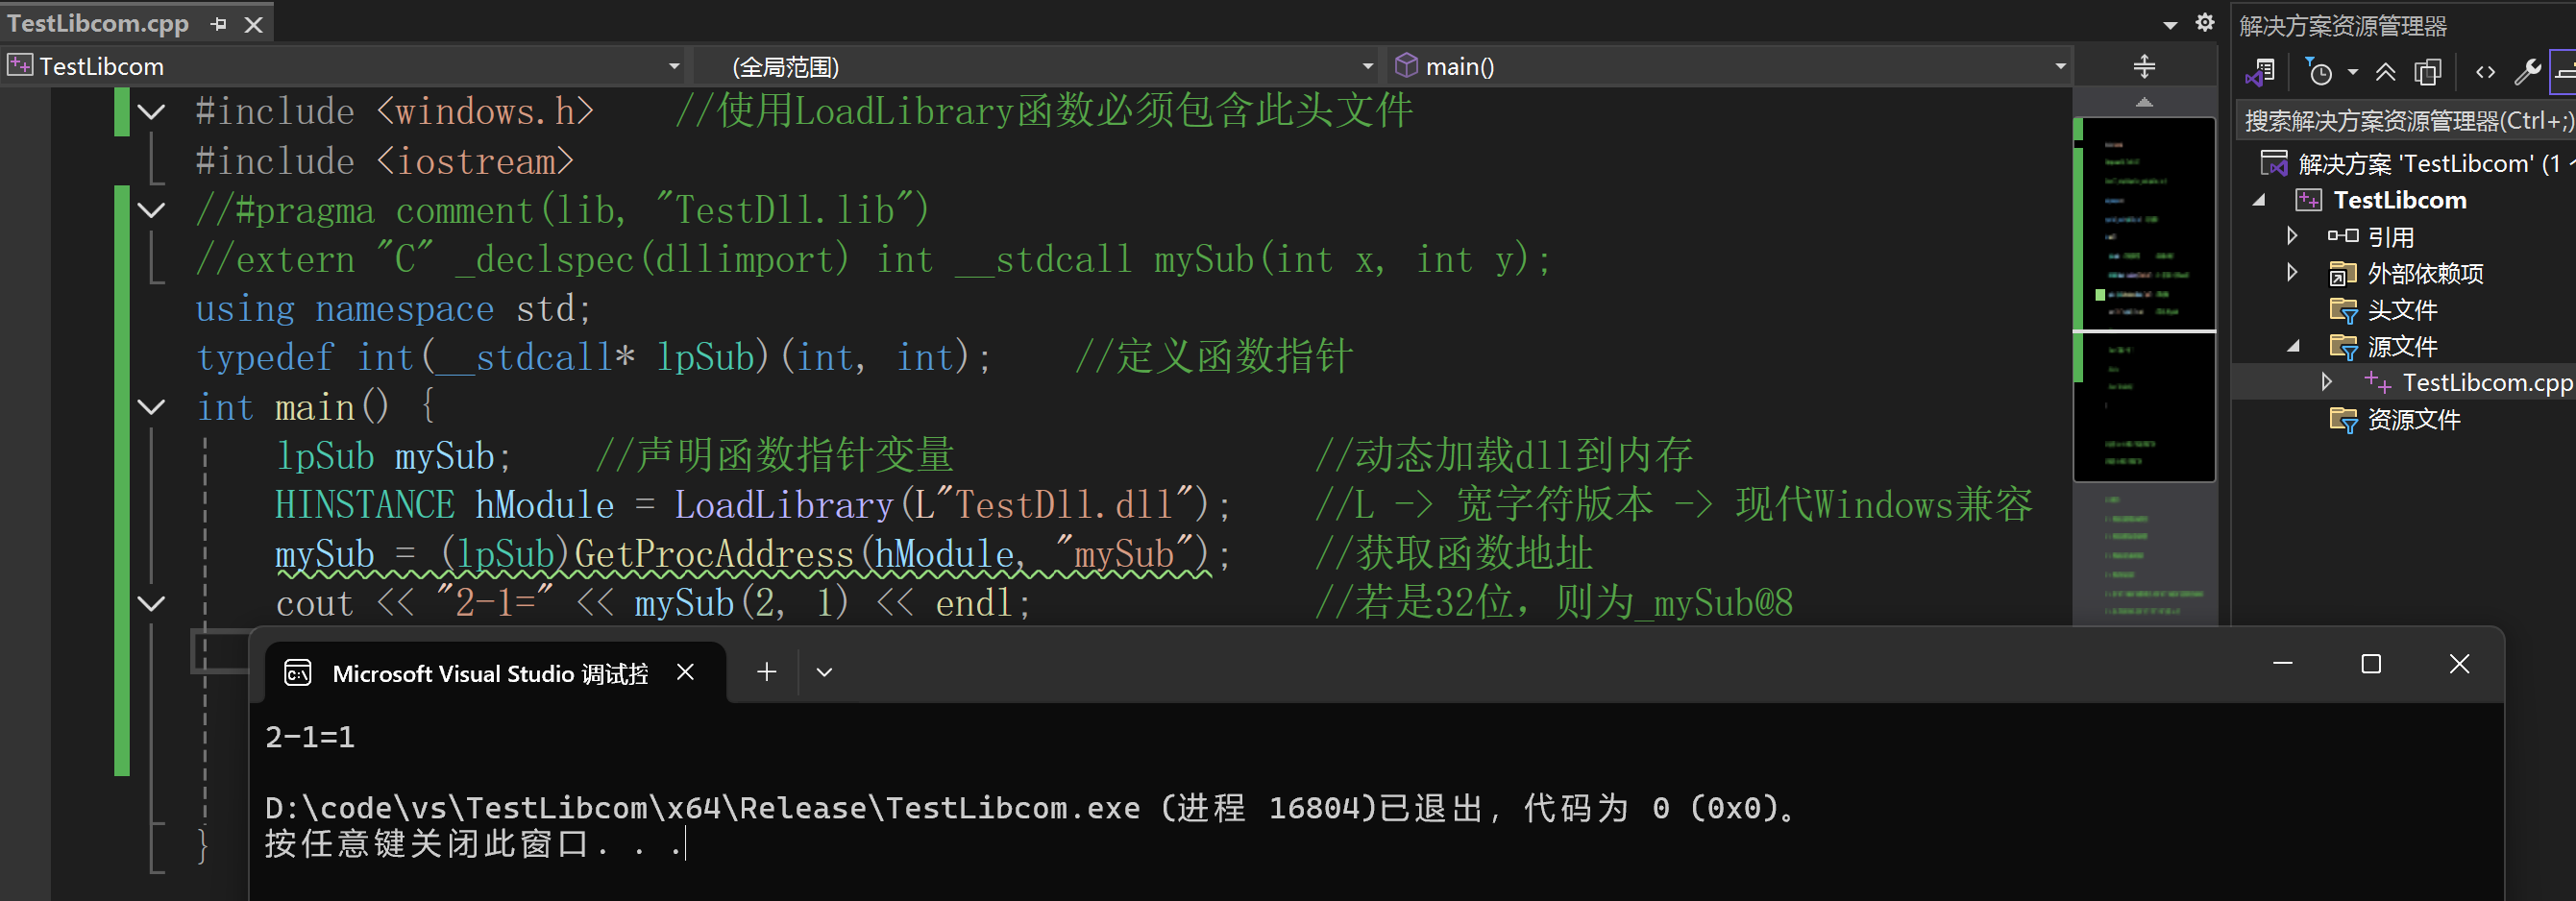 TestLibcom.cpp
TestLibcom
(全局范围)
main()
#include <windows.h> //使用LoadLibrary函数必须包含此头文件
#include <iostream>
//#pragma comment(lib, "TestDll.lib")
//extern "C" _declspec(dllimport) int __stdcall mySub(int x, int y);
using namespace std;
typedef int(__stdcall* lpSub)(int, int); //定义函数指针
int main() {
lpSub mySub; //声明函数指针变量 //动态加载dll到内存
HINSTANCE hModule = LoadLibrary(L"TestDll.dll"); //L -> 宽字符版本 -> 现代Windows兼容
mySub = (lpSub)GetProcAddress(hModule, "mySub"); //获取函数地址
cout << "2-1=" << mySub(2, 1) << endl; //若是32位，则为_mySub@8
}
Microsoft Visual Studio 调试控
2-1=1
D:\code\vs\TestLibcom\x64\Release\TestLibcom.exe (进程 16804)已退出，代码为 0 (0x0)。
按任意键关闭此窗口. . .
解决方案资源管理器
搜索解决方案资源管理器(Ctrl+;)
解决方案 'TestLibcom' (1
TestLibcom
引用
外部依赖项
头文件
源文件
TestLibcom.cpp
资源文件